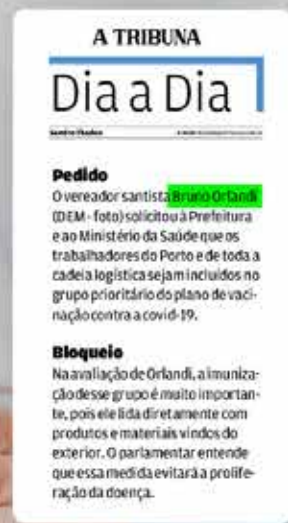 A TRIBUNA
Dia a Dia
Sandro Thadeu
Pedido
O vereador santista Bruno Orlandi
(DEM - foto) solicitou à Prefeitura
e ao Ministério da Saúde que os
trabalhadores do Porto e de toda a
cadeia logística sejam incluídos no
grupo prioritário do plano de vaci-
nação contra a covid-19.
Bloqueio
Na avaliação de Orlandi, a imuniza-
ção desse grupo é muito importan-
te, pois ele lida diretamente com
produtos e materiais vindos do
exterior. O parlamentar entende
que essa medida evitará a prolife-
ração da doença.